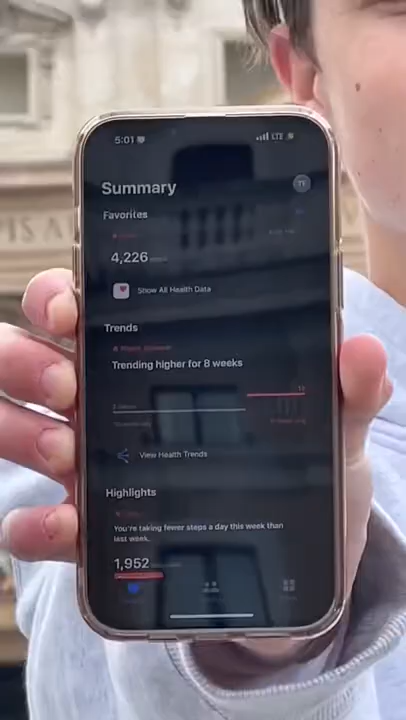 5:01
LTE
Summary
TF
Favorites
4,226
Show All Health Data
Trends
Trending higher for 8 weeks
View Health Trends
Highlights
You're taking fewer steps a day this week than
last week.
1,952